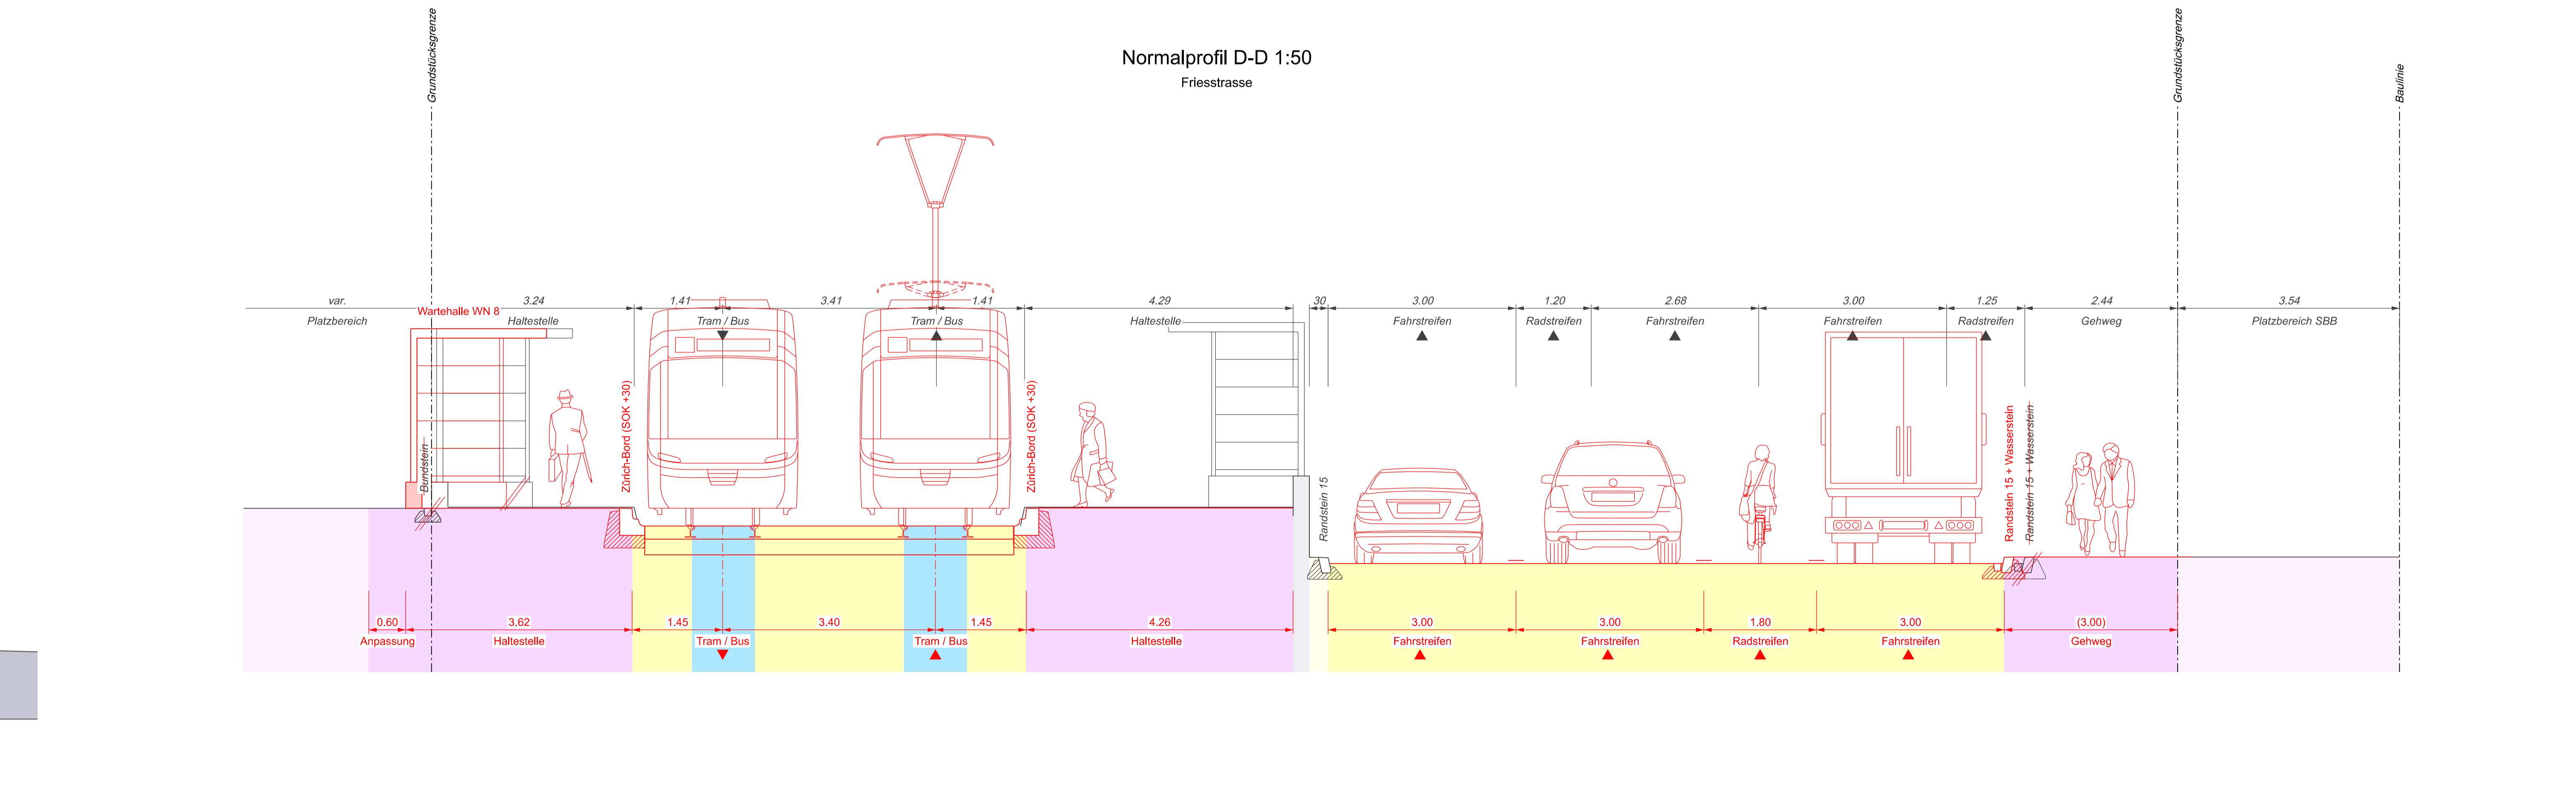 Normalprofil D-D 1:50
Friesstrasse
Grundstücksgrenze
Grundstücksgrenze
Baulinie
var.
3.24
1.41
3.41
1.41
4.29
30
3.00
1.20
2.68
3.00
1.25
2.44
3.54
Wartehalle WN 8
Platzbereich
Haltestelle
Tram / Bus
Tram / Bus
Haltestelle
Fahrstreifen
Radstreifen
Fahrstreifen
Fahrstreifen
Radstreifen
Gehweg
Platzbereich SBB
Bundstein
Zürich-Bord (SOK +30)
Zürich-Bord (SOK +30)
Randstein 15
Randstein 15 + Wasserstein
Randstein 15 + Wasserstein
0.60
3.62
1.45
3.40
1.45
4.26
3.00
3.00
1.80
3.00
(3.00)
Anpassung
Haltestelle
Tram / Bus
Tram / Bus
Haltestelle
Fahrstreifen
Fahrstreifen
Radstreifen
Fahrstreifen
Gehweg